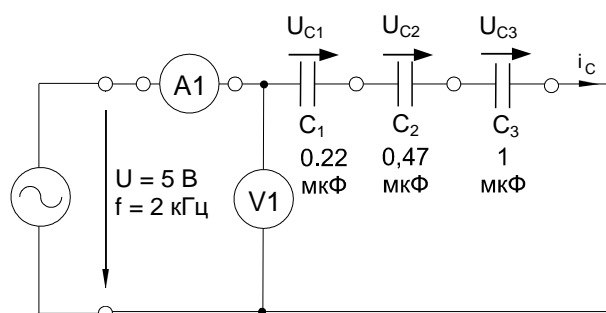 U_C1
U_C2
U_C3
A1
i_C
C_1
C_2
C_3
0.22
0,47
1
мкФ
мкФ
мкФ
U = 5 В
f = 2 кГц
V1